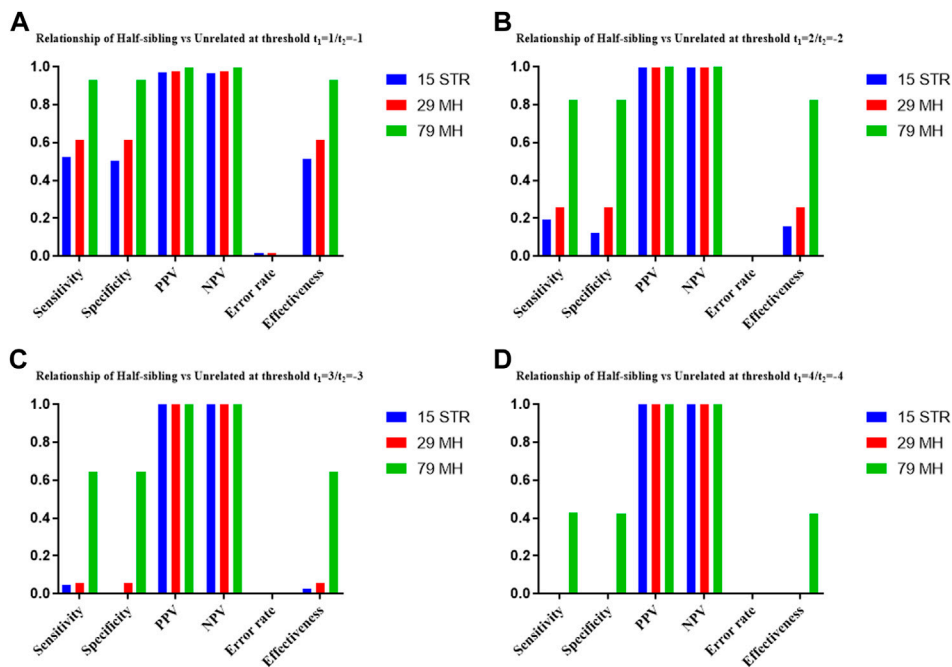 A
Relationship of Half-sibling vs Unrelated at threshold t₁=1/t₂=-1
1.0
0.8
0.6
0.4
0.2
0.0
Sensitivity
Specificity
PPV
NPV
Error rate
Effectiveness
15 STR
29 MH
79 MH
B
Relationship of Half-sibling vs Unrelated at threshold t₁=2/t₂=-2
1.0
0.8
0.6
0.4
0.2
0.0
Sensitivity
Specificity
PPV
NPV
Error rate
Effectiveness
15 STR
29 MH
79 MH
C
Relationship of Half-sibling vs Unrelated at threshold t₁=3/t₂=-3
1.0
0.8
0.6
0.4
0.2
0.0
Sensitivity
Specificity
PPV
NPV
Error rate
Effectiveness
15 STR
29 MH
79 MH
D
Relationship of Half-sibling vs Unrelated at threshold t₁=4/t₂=-4
1.0
0.8
0.6
0.4
0.2
0.0
Sensitivity
Specificity
PPV
NPV
Error rate
Effectiveness
15 STR
29 MH
79 MH